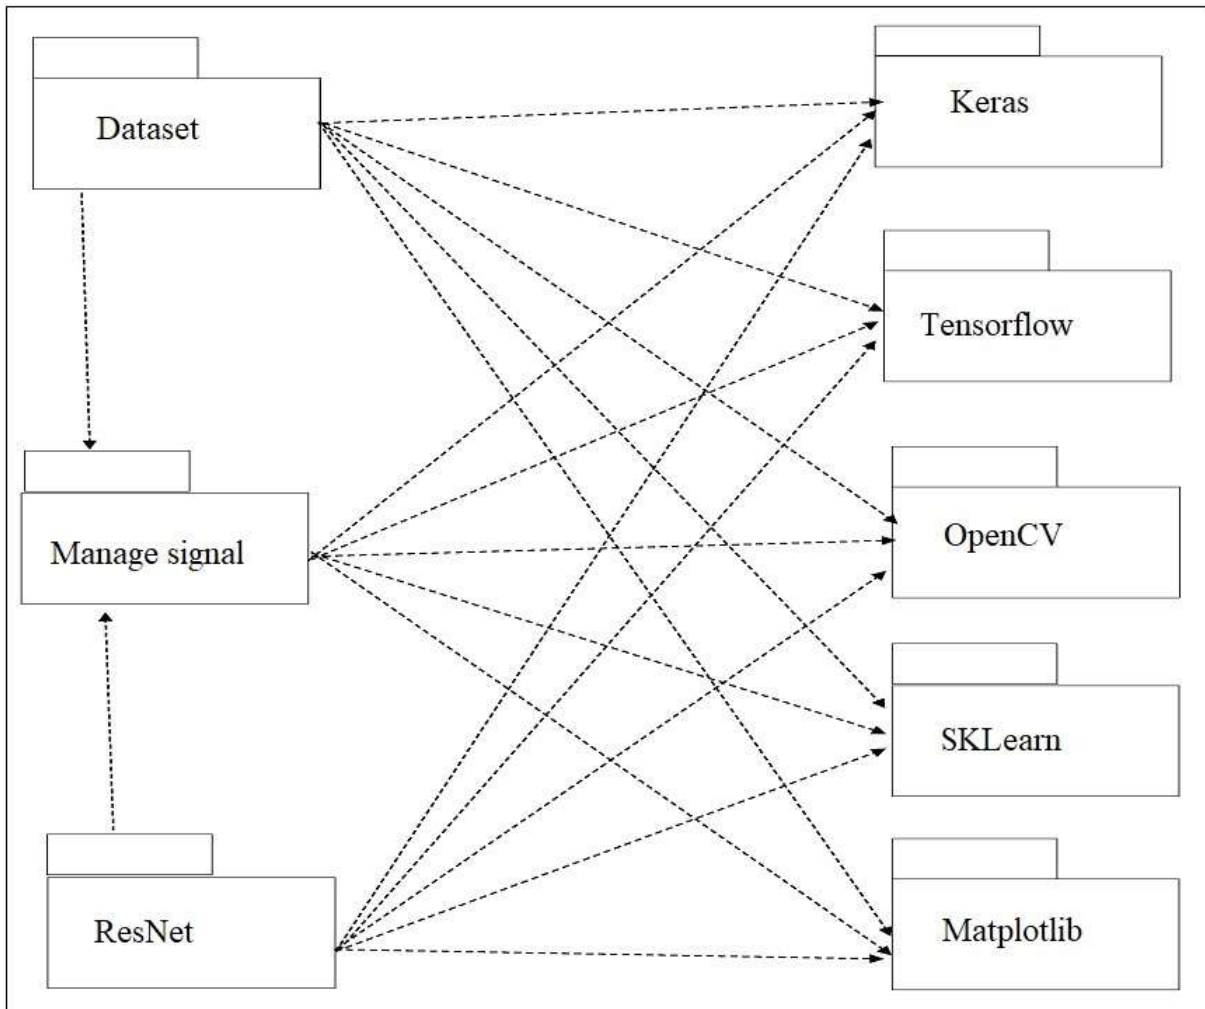 Dataset
Keras
Tensorflow
Manage signal
OpenCV
SKLearn
ResNet
Matplotlib